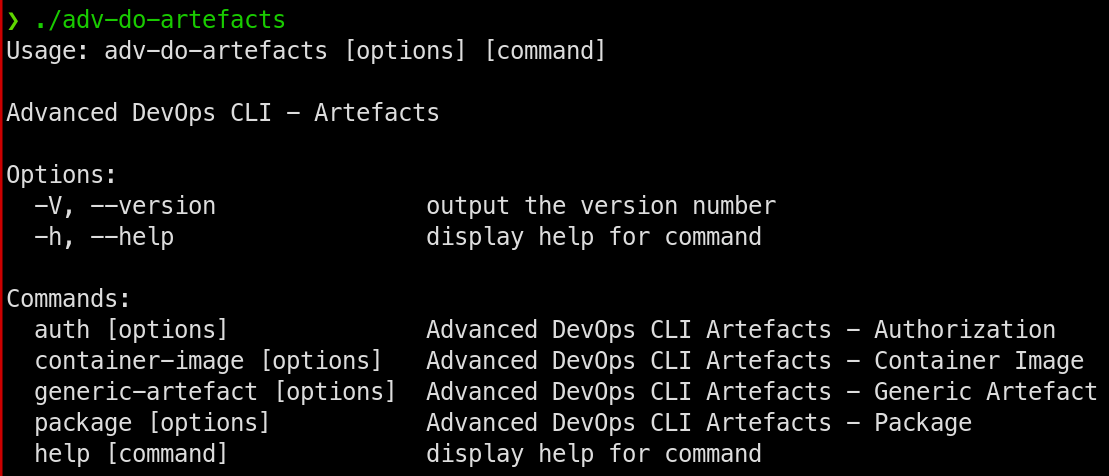 ❯ ./adv-do-artefacts
Usage: adv-do-artefacts [options] [command]

Advanced DevOps CLI - Artefacts

Options:
  -V, --version               output the version number
  -h, --help                  display help for command

Commands:
  auth [options]              Advanced DevOps CLI Artefacts - Authorization
  container-image [options]   Advanced DevOps CLI Artefacts - Container Image
  generic-artefact [options]  Advanced DevOps CLI Artefacts - Generic Artefact
  package [options]           Advanced DevOps CLI Artefacts - Package
  help [command]              display help for command